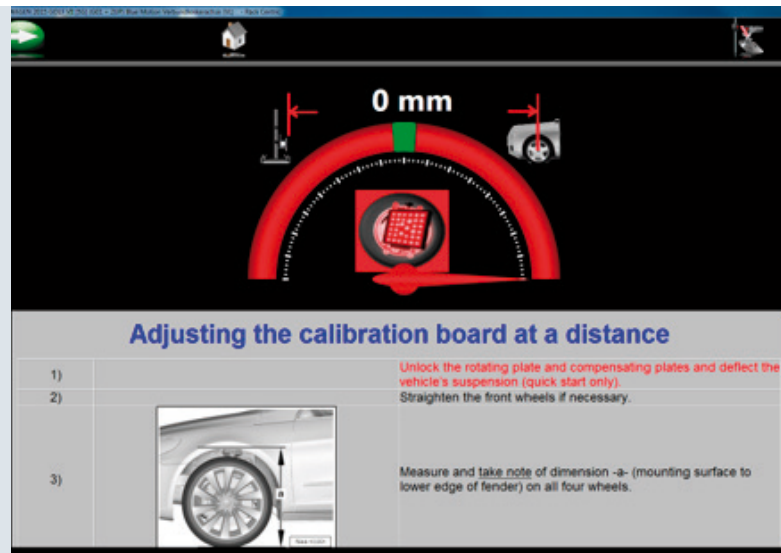 0 mm
Adjusting the calibration board at a distance
1)
Unlock the rotating plate and compensating plates and deflect the
vehicle's suspension (quick start only).
2)
Straighten the front wheels if necessary.
3)
a
Measure and take note of dimension -a- (mounting surface to
lower edge of fender) on all four wheels.